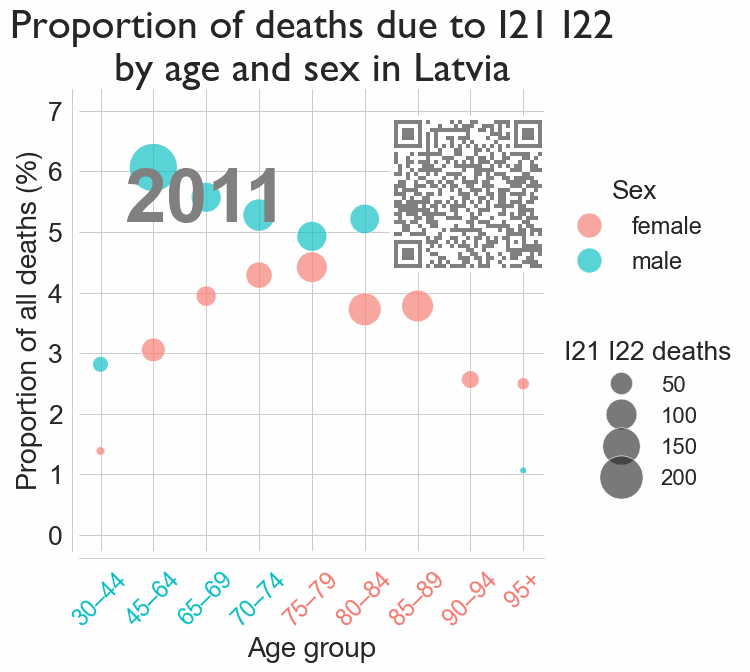 Proportion of deaths due to I21 I22
by age and sex in Latvia
7
6
5
4
3
2
1
0
Proportion of all deaths (%)
2011
30–44
45–64
65–69
70–74
75–79
80–84
85–89
90–94
95+
Age group
Sex
female
male
I21 I22 deaths
50
100
150
200